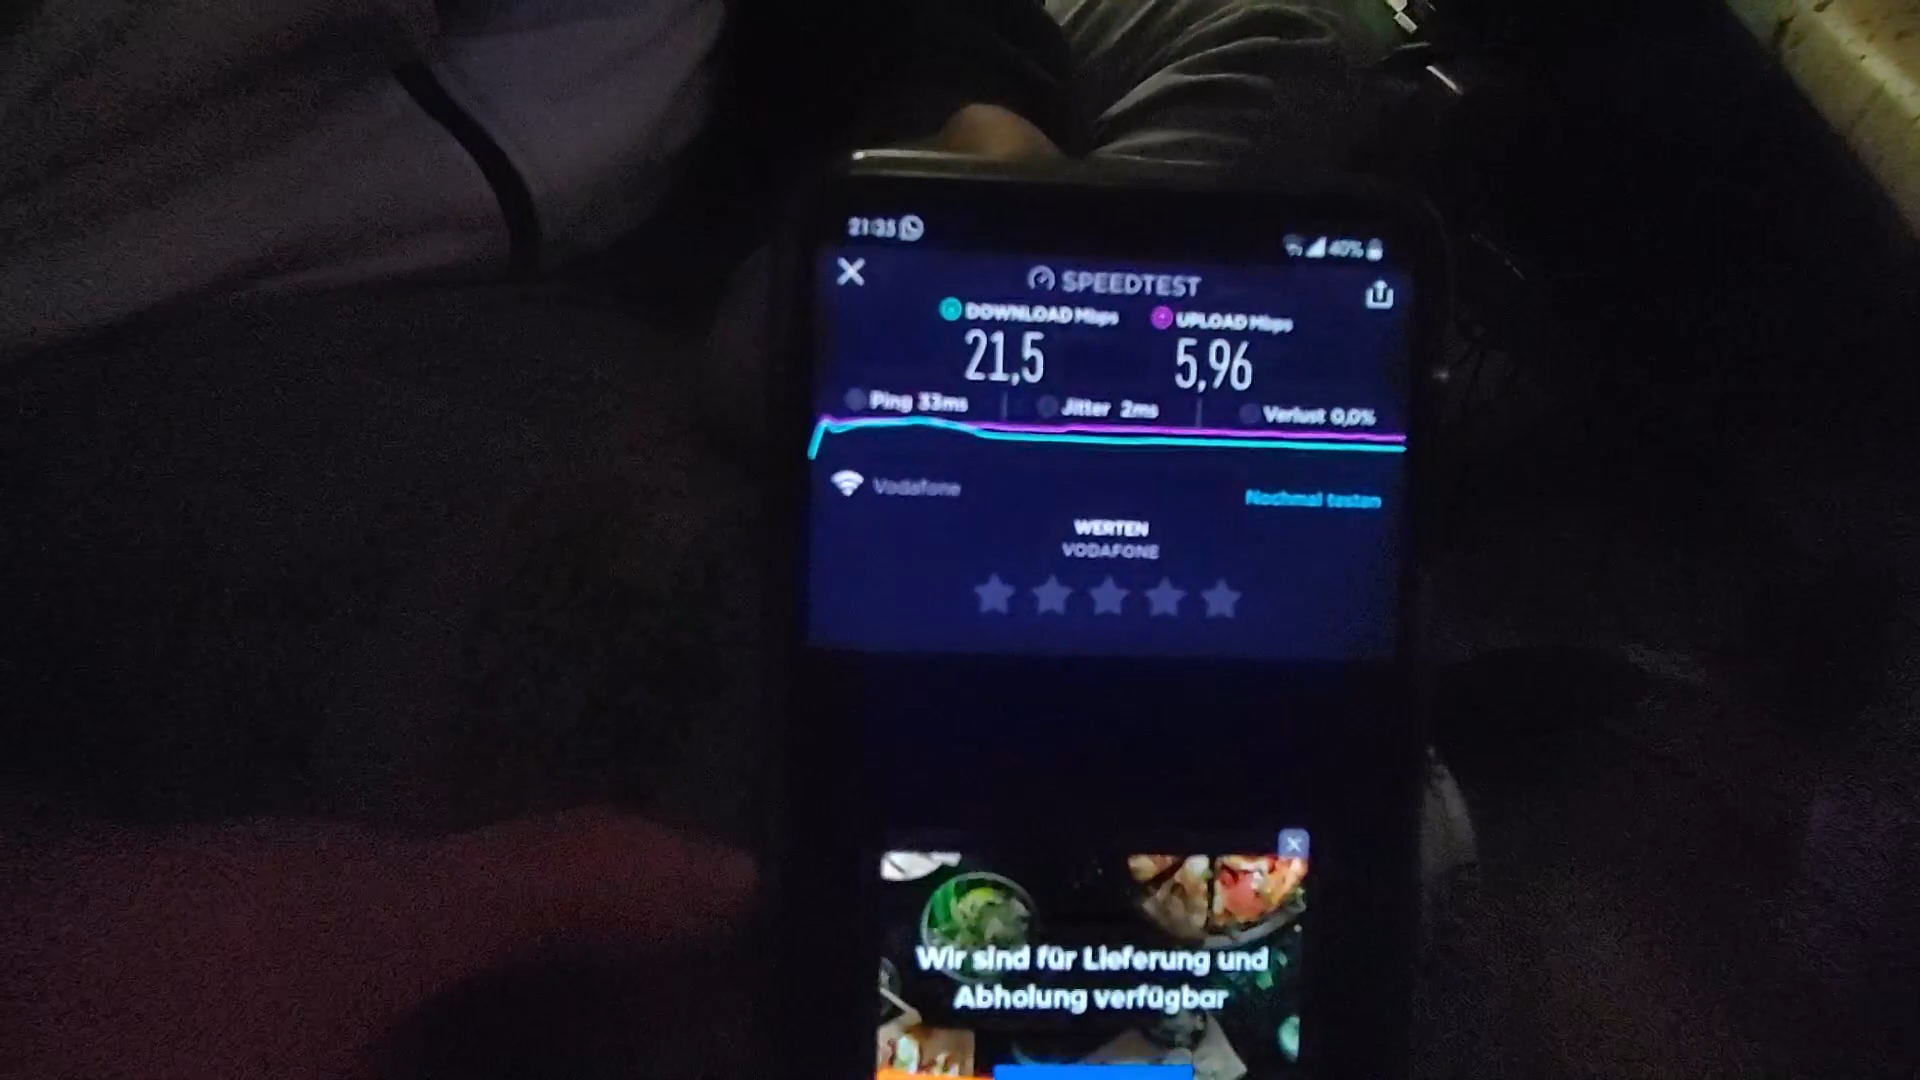 21:35
40%
SPEEDTEST
DOWNLOAD Mbps UPLOAD Mbps
21,5 5,96
Ping 33ms Jitter 2ms Verlust 0,0%
Vodafone Nochmal testen
WERTEN
VODAFONE
Wir sind für Lieferung und
Abholung verfügbar